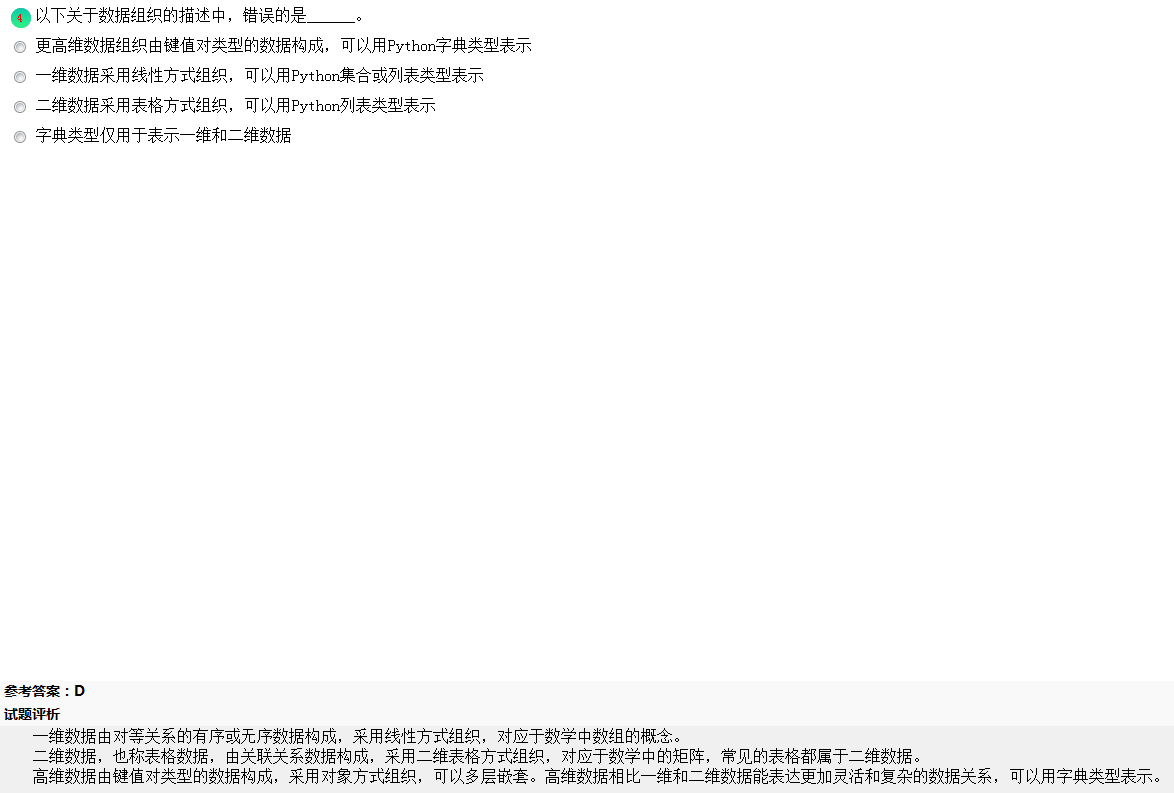 4 以下关于数据组织的描述中，错误的是______。
更高维数据组织由键值对类型的数据构成，可以用Python字典类型表示
一维数据采用线性方式组织，可以用Python集合或列表类型表示
二维数据采用表格方式组织，可以用Python列表类型表示
字典类型仅用于表示一维和二维数据
参考答案：D
试题评析
一维数据由对等关系的有序或无序数据构成，采用线性方式组织，对应于数学中数组的概念。
二维数据，也称表格数据，由关联关系数据构成，采用二维表格方式组织，对应于数学中的矩阵，常见的表格都属于二维数据。
高维数据由键值对类型的数据构成，采用对象方式组织，可以多层嵌套。高维数据相比一维和二维数据能表达更加灵活和复杂的数据关系，可以用字典类型表示。